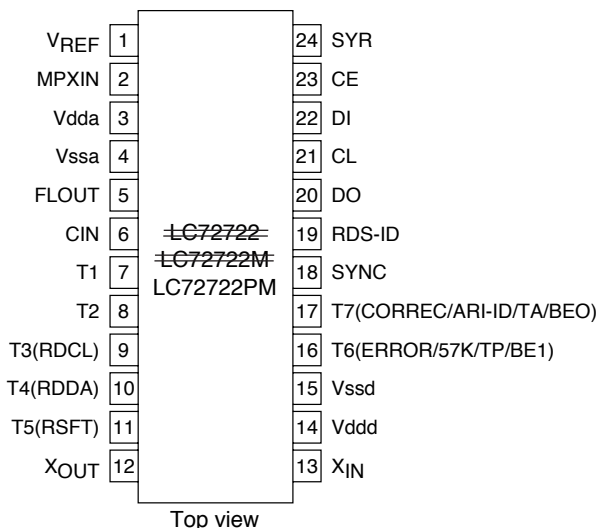 VREF 1 24 SYR
MPXIN 2 23 CE
Vdda 3 22 DI
Vssa 4 21 CL
FLOUT 5 20 DO
CIN 6 LC72722 19 RDS-ID
T1 7 LC72722M 18 SYNC
LC72722PM
T2 8 17 T7(CORREC/ARI-ID/TA/BEO)
T3(RDCL) 9 16 T6(ERROR/57K/TP/BE1)
T4(RDDA) 10 15 Vssd
T5(RSFT) 11 14 Vddd
XOUT 12 13 XIN
Top view